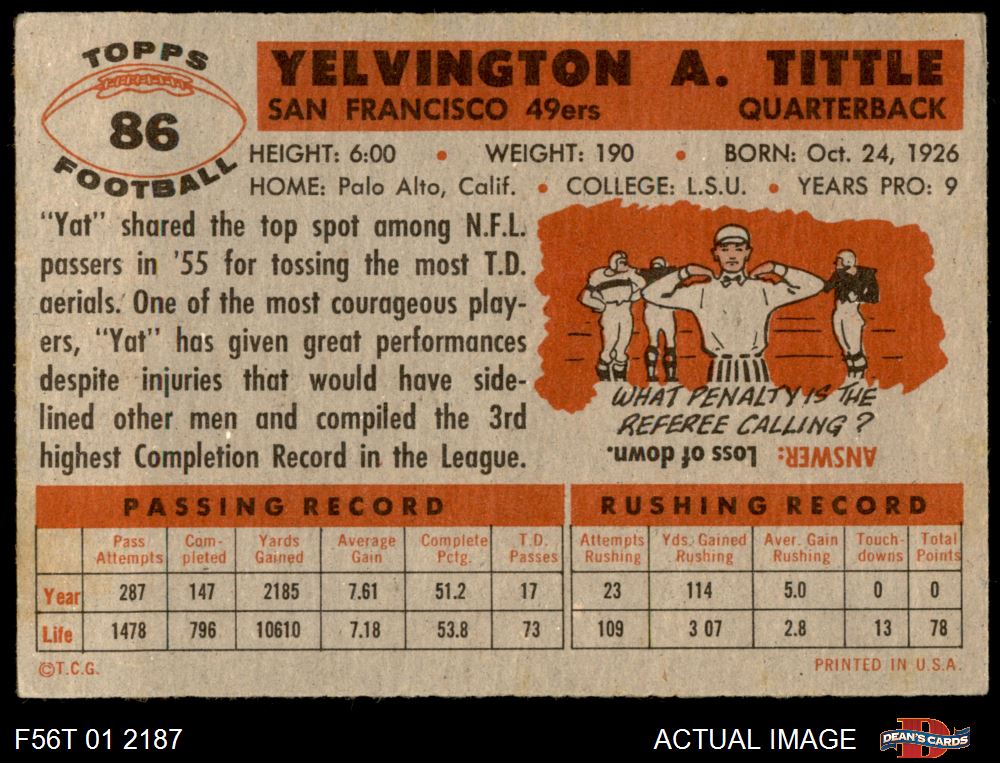 TOPPS
86
FOOTBALL
YELVINGTON A. TITTLE
SAN FRANCISCO 49ers QUARTERBACK
HEIGHT: 6:00 • WEIGHT: 190 • BORN: Oct. 24, 1926
HOME: Palo Alto, Calif. • COLLEGE: L.S.U. • YEARS PRO: 9
"Yat" shared the top spot among N.F.L.
passers in '55 for tossing the most T.D.
aerials. One of the most courageous play-
ers, "Yat" has given great performances
despite injuries that would have side-
lined other men and compiled the 3rd
highest Completion Record in the League.
WHAT PENALTY IS THE
REFEREE CALLING?
ANSWER: Loss of down.
PASSING RECORD
Pass Com- Yards Average Complete T.D.
Attempts pleted Gained Gain Pctg. Passes
Year 287 147 2185 7.61 51.2 17
Life 1478 796 10610 7.18 53.8 73
RUSHING RECORD
Attempts Yds. Gained Aver. Gain Touch- Total
Rushing Rushing Rushing downs Points
23 114 5.0 0 0
109 3 07 2.8 13 78
©T.C.G. PRINTED IN U.S.A.
F56T 01 2187 ACTUAL IMAGE
D
DEAN'S CARDS